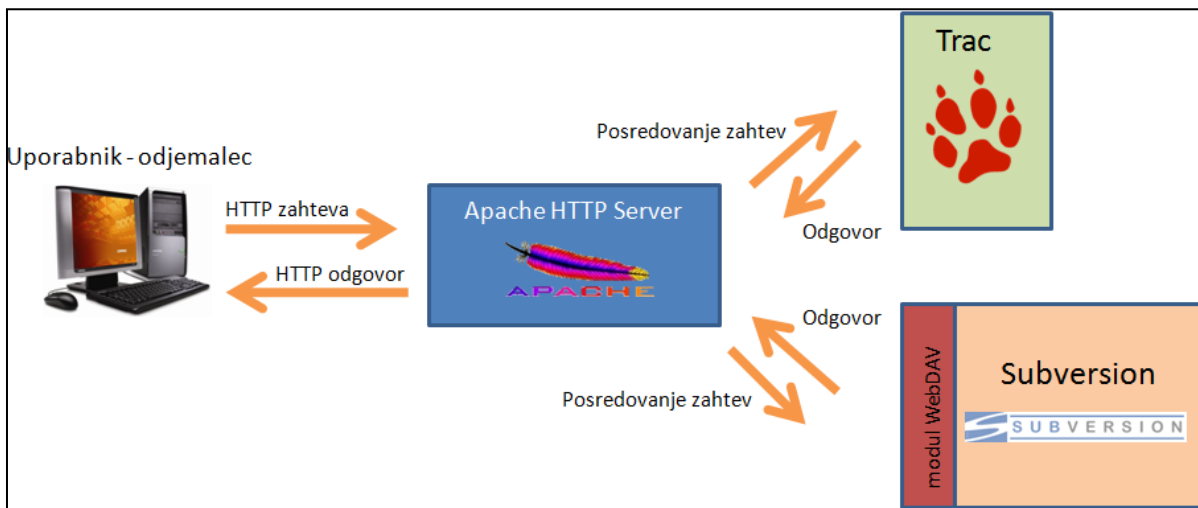 Uporabnik - odjemalec
HTTP zahteva
HTTP odgovor
Apache HTTP Server
APACHE
Posredovanje zahtev
Odgovor
Trac
Odgovor
Posredovanje zahtev
modul WebDAV
Subversion
SUBVERSION